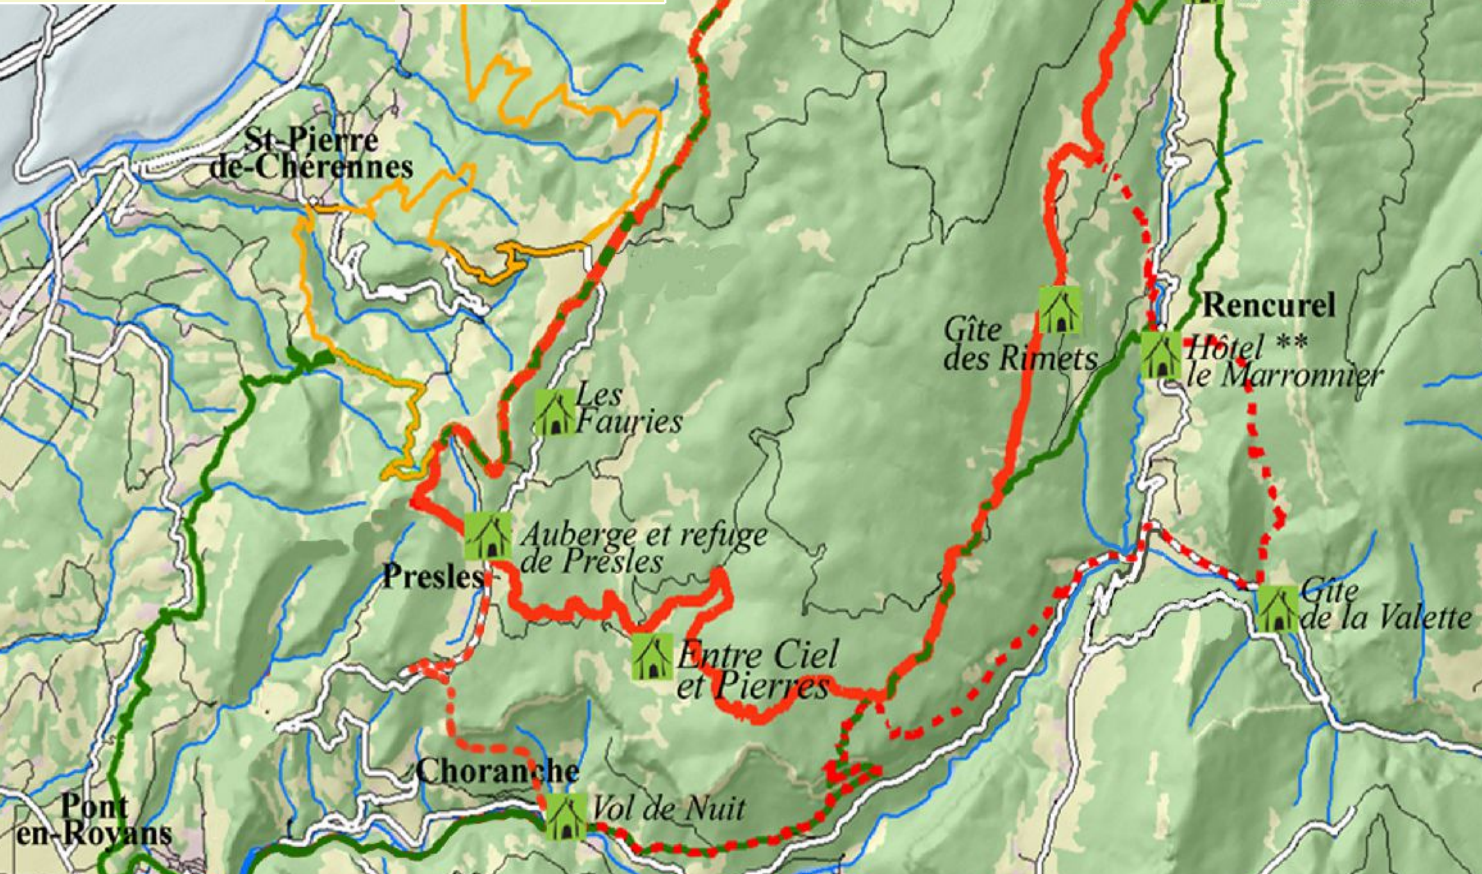 St-Pierre
de-Chérennes
Rencurel
Gîte
des Rimets
Hôtel **
le Marronnier
Les
Fauries
Auberge et refuge
de Presles
Presles
Gîte
de la Valette
Entre Ciel
et Pierres
Choranche
Vol de Nuit
Pont
en-Royans